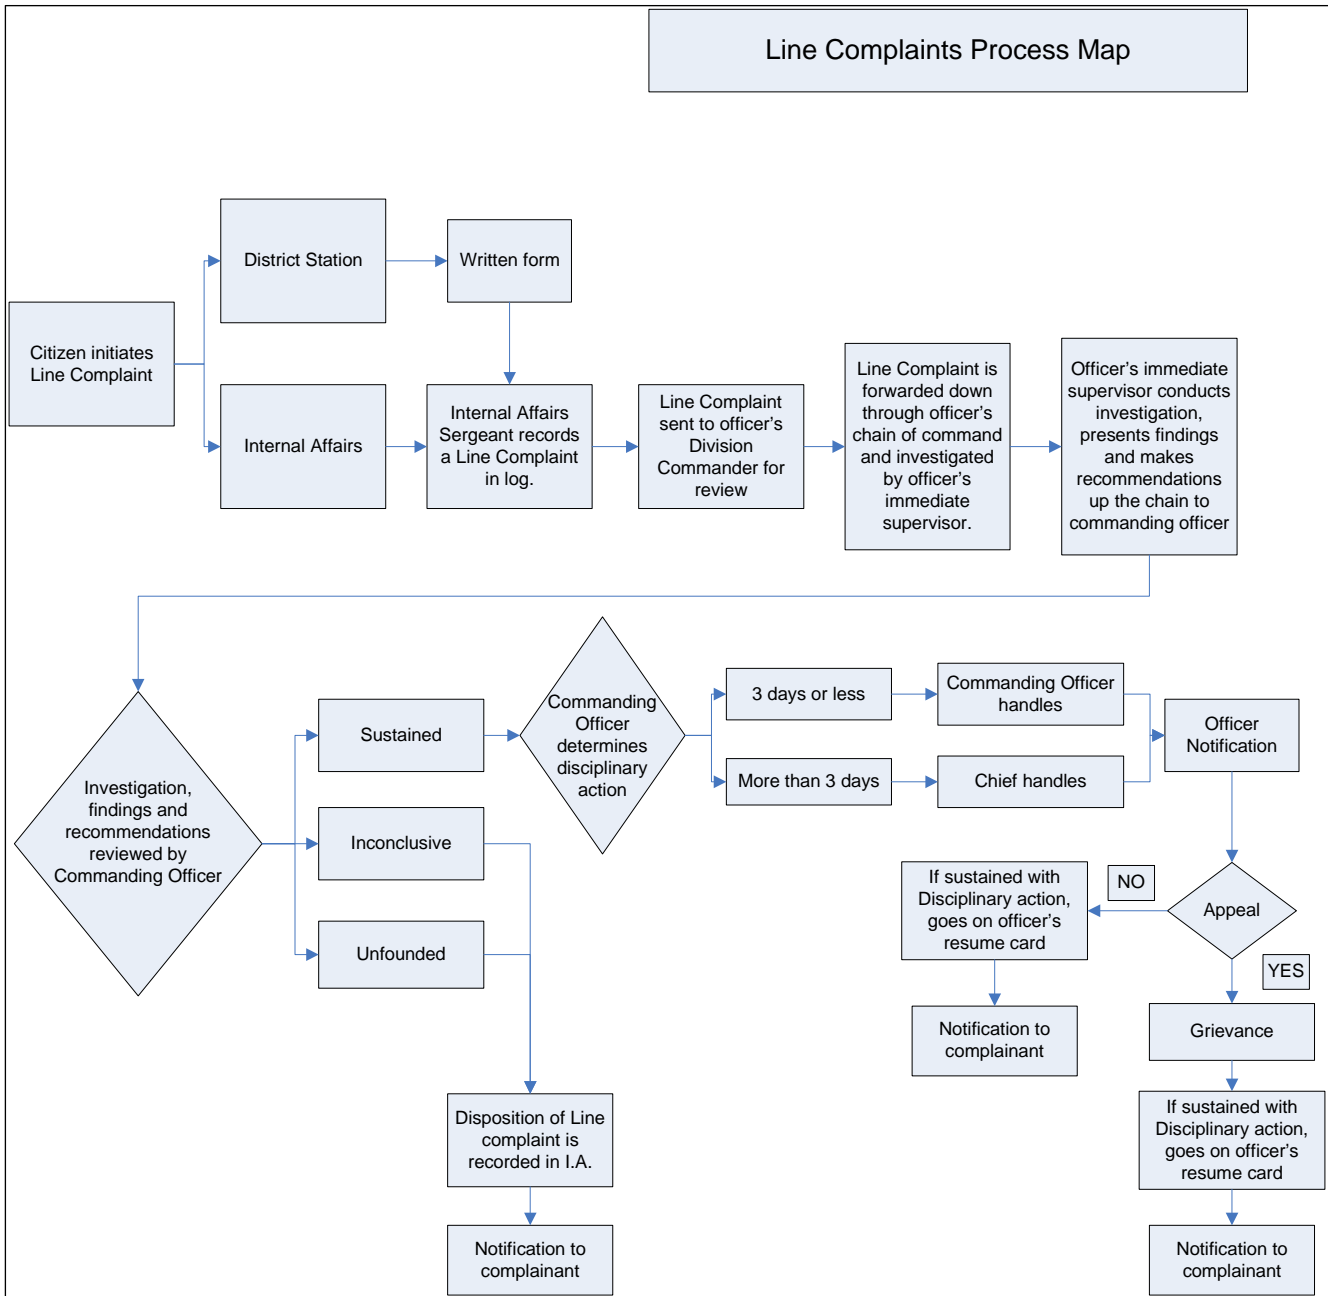 Line Complaints Process Map
District Station
Written form
Citizen initiates
Line Complaint
Internal Affairs
Internal Affairs
Sergeant records
a Line Complaint
in log.
Line Complaint
sent to officer's
Division
Commander for
review
Line Complaint is
forwarded down
through officer's
chain of command
and investigated
by officer's
immediate
supervisor.
Officer's immediate
supervisor conducts
investigation,
presents findings
and makes
recommendations
up the chain to
commanding officer
Investigation,
findings and
recommendations
reviewed by
Commanding Officer
Sustained
Inconclusive
Unfounded
Commanding
Officer
determines
disciplinary
action
3 days or less
More than 3 days
Commanding Officer
handles
Chief handles
Officer
Notification
Appeal
NO
If sustained with
Disciplinary action,
goes on officer's
resume card
Notification to
complainant
YES
Grievance
If sustained with
Disciplinary action,
goes on officer's
resume card
Notification to
complainant
Disposition of Line
complaint is
recorded in I.A.
Notification to
complainant